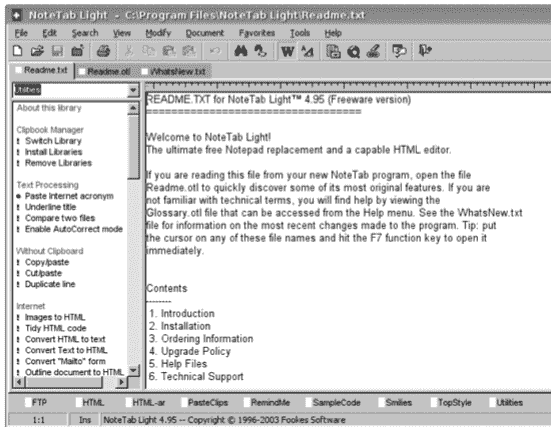 NoteTab Light - C:\Program Files\NoteTab Light\Readme.txt
File Edit Search View Modify Document Favorites Tools Help
Readme.txt Readme.otl WhatsNew.txt
Utilities
About this library
Clipbook Manager
! Switch Library
! Install Libraries
! Remove Libraries
Text Processing
Paste Internet acronym
! Underline title
! Compare two files
! Enable AutoCorrect mode
Without Clipboard
! Copy/paste
! Cut/paste
! Duplicate line
Internet
! Images to HTML
! Tidy HTML code
! Convert HTML to text
! Convert Text to HTML
! Convert "Mailto" form
! Outline document to HTML
README.TXT for NoteTab Light™ 4.95 (Freeware version)
==================================
Welcome to NoteTab Light!
The ultimate free Notepad replacement and a capable HTML editor.
If you are reading this file from your new NoteTab program, open the file
Readme.otl to quickly discover some of its most original features. If you are
not familiar with technical terms, you will find help by viewing the
Glossary.otl file that can be accessed from the Help menu. See the WhatsNew.txt
file for information on the most recent changes made to the program. Tip: put
the cursor on any of these file names and hit the F7 function key to open it
immediately.
Contents
--------
1. Introduction
2. Installation
3. Ordering Information
4. Upgrade Policy
5. Help Files
6. Technical Support
FTP HTML HTML-ar PasteClips RemindMe SampleCode Smilies TopStyle Utilities
1:1 Ins NoteTab Light 4.95 -- Copyright © 1996-2003 Fookes Software